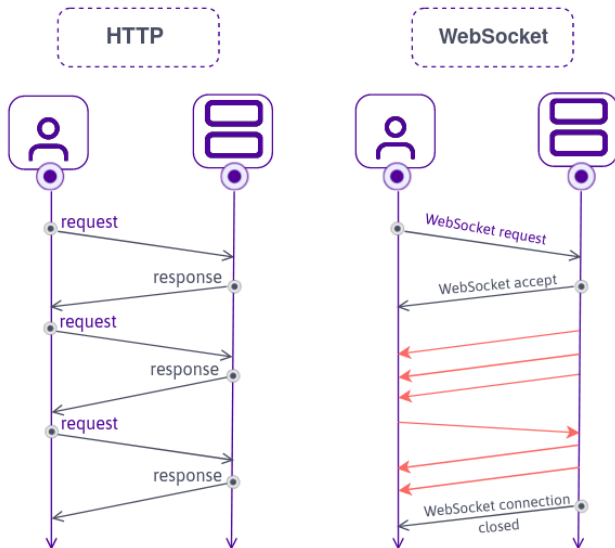 HTTP
WebSocket
request
response
request
response
request
response
WebSocket request
WebSocket accept
WebSocket connection
closed